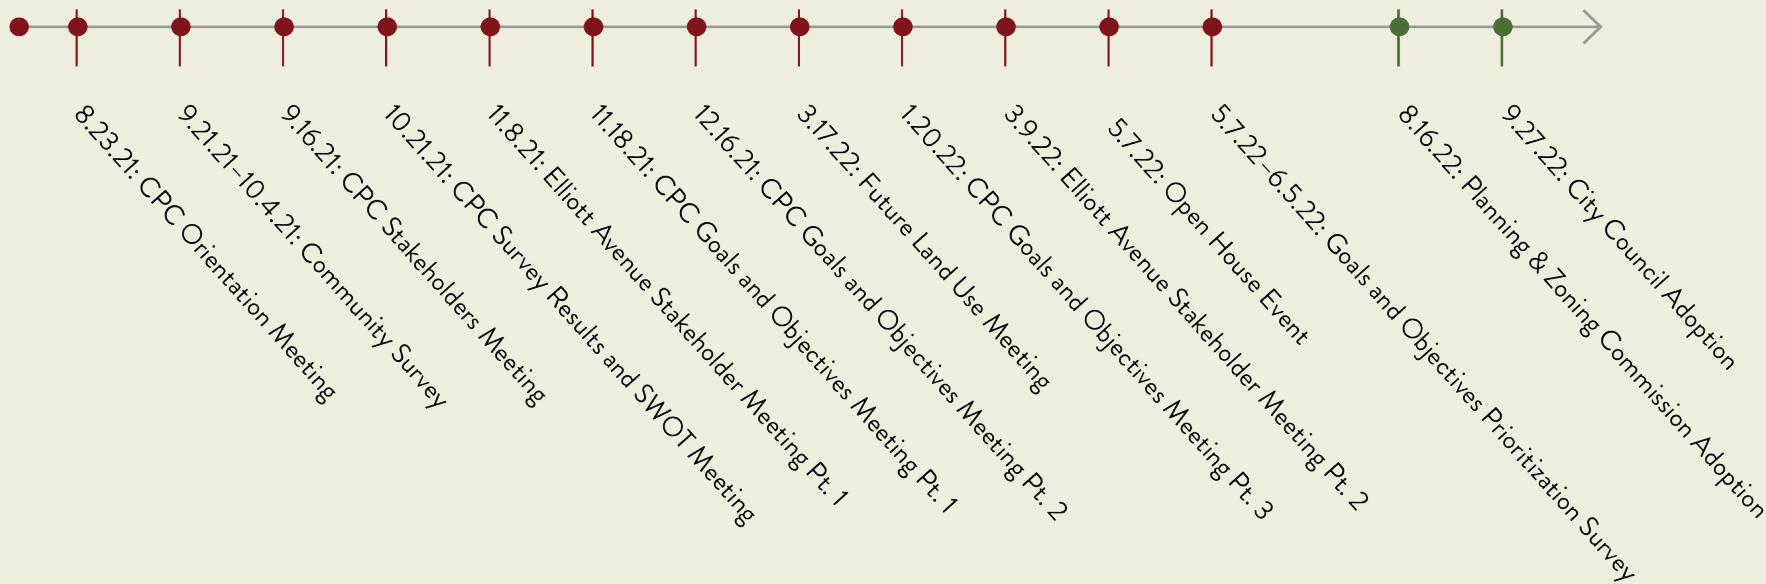 8.23.21: CPC Orientation Meeting
9.21.21–10.4.21: Community Survey
9.16.21: CPC Stakeholders Meeting
10.21.21: CPC Survey Results and SWOT Meeting
11.8.21: Elliott Avenue Stakeholder Meeting Pt. 1
11.18.21: CPC Goals and Objectives Meeting Pt. 1
12.16.21: CPC Goals and Objectives Meeting Pt. 2
3.17.22: Future Land Use Meeting
1.20.22: CPC Goals and Objectives Meeting Pt. 3
3.9.22: Elliott Avenue Stakeholder Meeting Pt. 2
5.7.22: Open House Event
5.7.22–6.5.22: Goals and Objectives Prioritization Survey
8.16.22: Planning & Zoning Commission Adoption
9.27.22: City Council Adoption